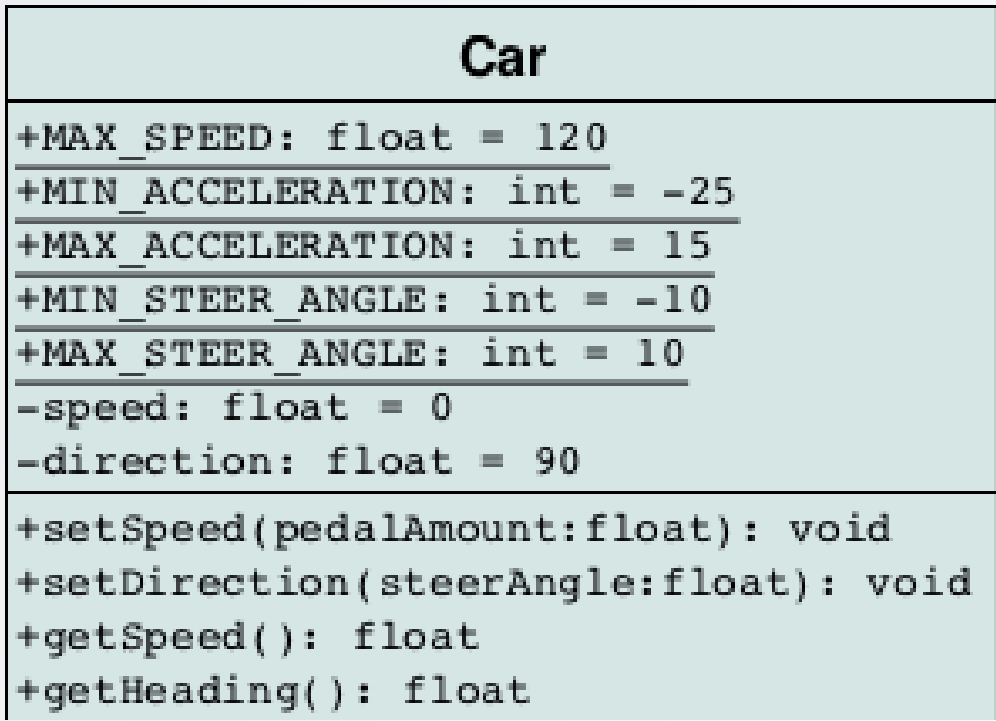 Car
+MAX_SPEED: float = 120
+MIN_ACCELERATION: int = -25
+MAX_ACCELERATION: int = 15
+MIN_STEER_ANGLE: int = -10
+MAX_STEER_ANGLE: int = 10
-speed: float = 0
-direction: float = 90
+setSpeed(pedalAmount:float): void
+setDirection(steerAngle:float): void
+getSpeed(): float
+getHeading(): float